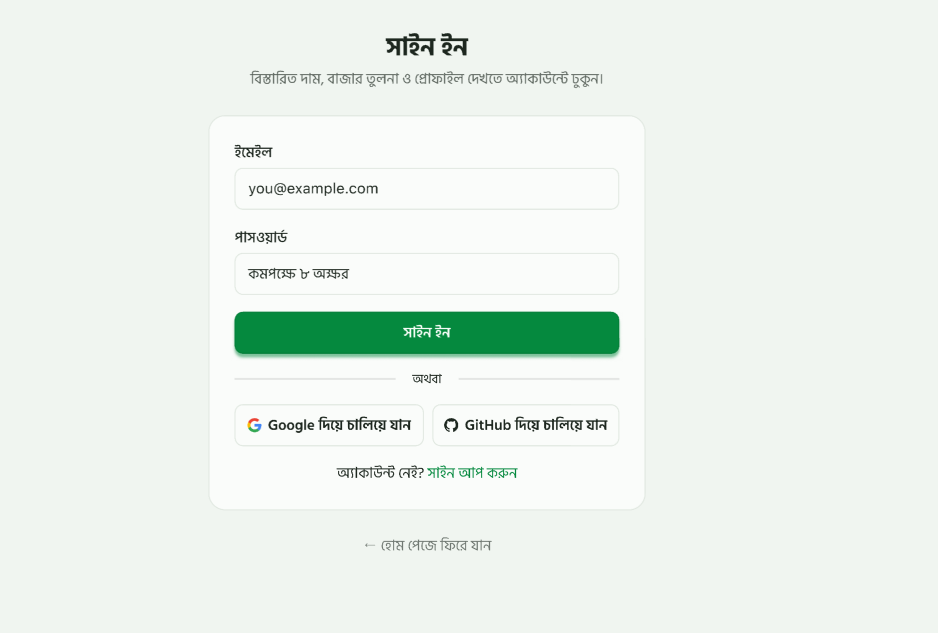 সাইন ইন
বিস্তারিত দাম, বাজার তুলনা ও প্রোফাইল দেখতে অ্যাকাউন্টে ঢুকুন।
ইমেইল
you@example.com
পাসওয়ার্ড
কমপক্ষে ৮ অক্ষর
সাইন ইন
অথবা
Google দিয়ে চালিয়ে যান
GitHub দিয়ে চালিয়ে যান
অ্যাকাউন্ট নেই? সাইন আপ করুন
← হোম পেজে ফিরে যান